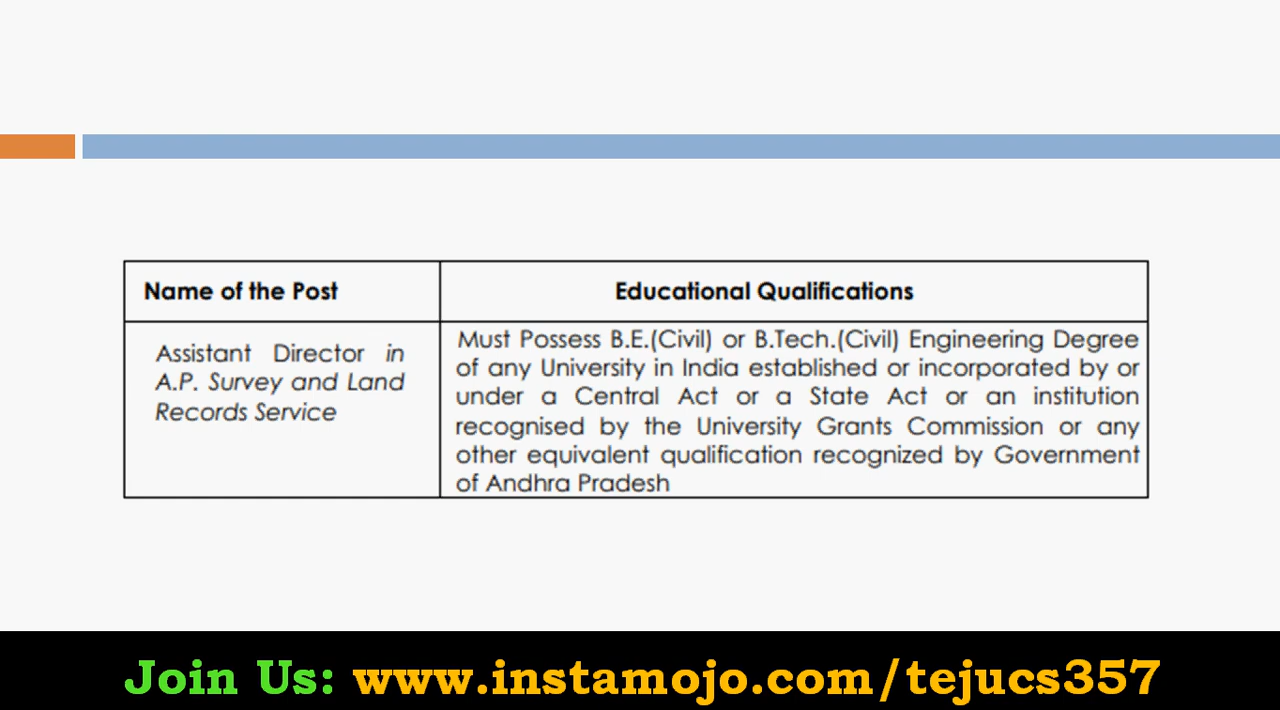 Name of the Post
Educational Qualifications
Assistant Director in
A.P. Survey and Land
Records Service
Must Possess B.E.(Civil) or B.Tech.(Civil) Engineering Degree
of any University in India established or incorporated by or
under a Central Act or a State Act or an institution
recognised by the University Grants Commission or any
other equivalent qualification recognized by Government
of Andhra Pradesh
Join Us: www.instamojo.com/tejucs357